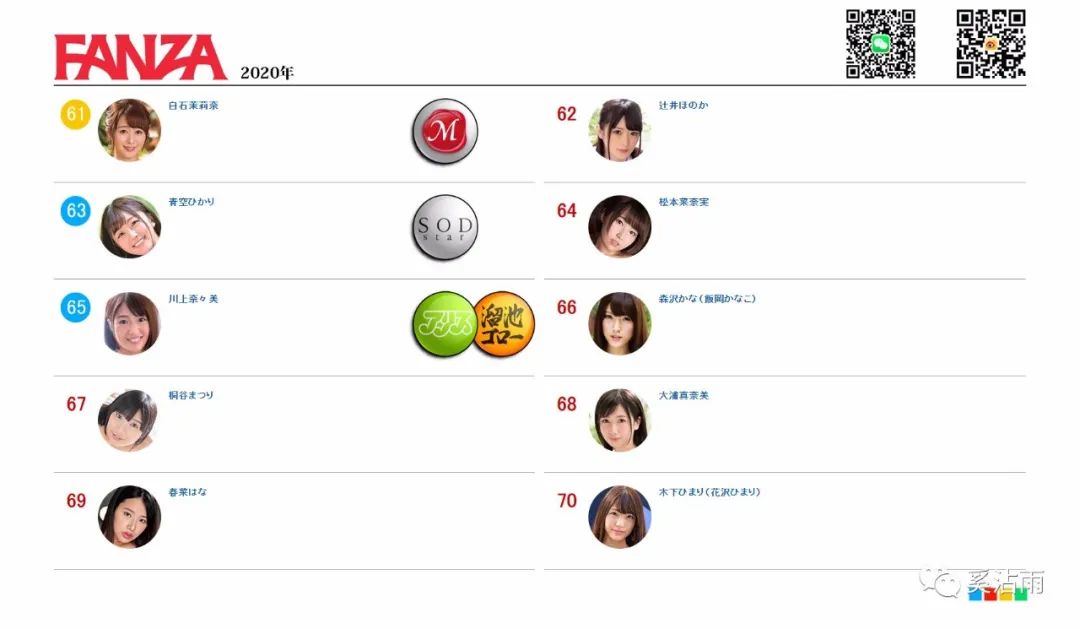 FANZA 2020年
61 白石茉莉奈 M
62 辻井ほのか
63 青空ひかり SOD star
64 松本菜奈実
65 川上奈々美 アリス 溜池ゴロー
66 森沢かな(飯岡かなこ)
67 桐谷まつり
68 大浦真奈美
69 春菜はな
70 木下ひまり(花沢ひまり)
奚沾雨